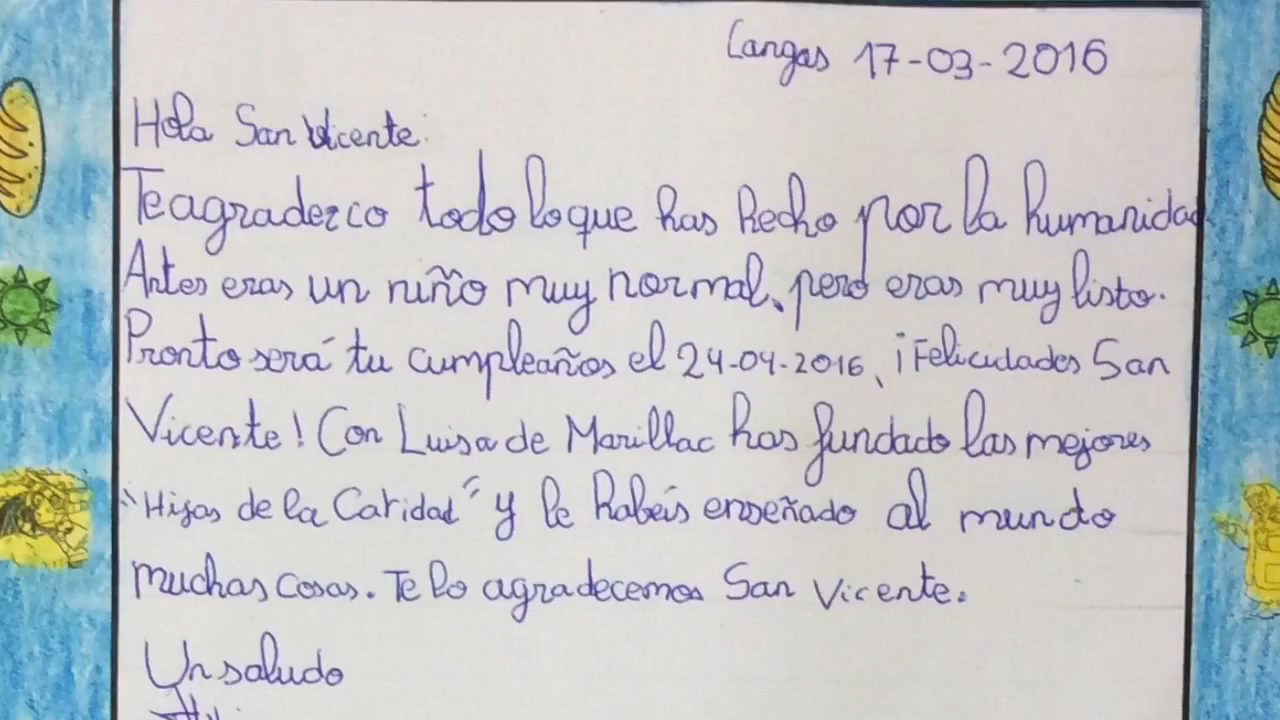 Cangas 17-03-2016
Hola San Vicente:
Te agradezco todo lo que has hecho por la humanidad
Antes eras un niño muy normal, pero eras muy listo.
Pronto será tu cumpleaños el 24-04-2016, ¡Felicidades San
Vicente! Con Luisa de Marillac has fundado las mejores
"Hijas de la Caridad" y le habéis enseñado al mundo
muchas cosas. Te lo agradecemos San Vicente.
Un saludo